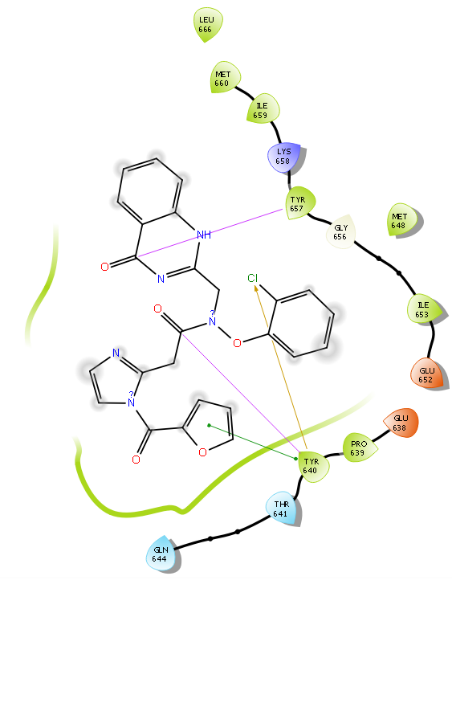 LEU
666
MET
660
ILE
659
LYS
658
TYR
657
GLY
656
MET
648
NH
O
N
Cl
ILE
653
O
N
?
O
GLU
652
N
?
N
O
O
GLU
638
PRO
639
TYR
640
THR
641
GLN
644